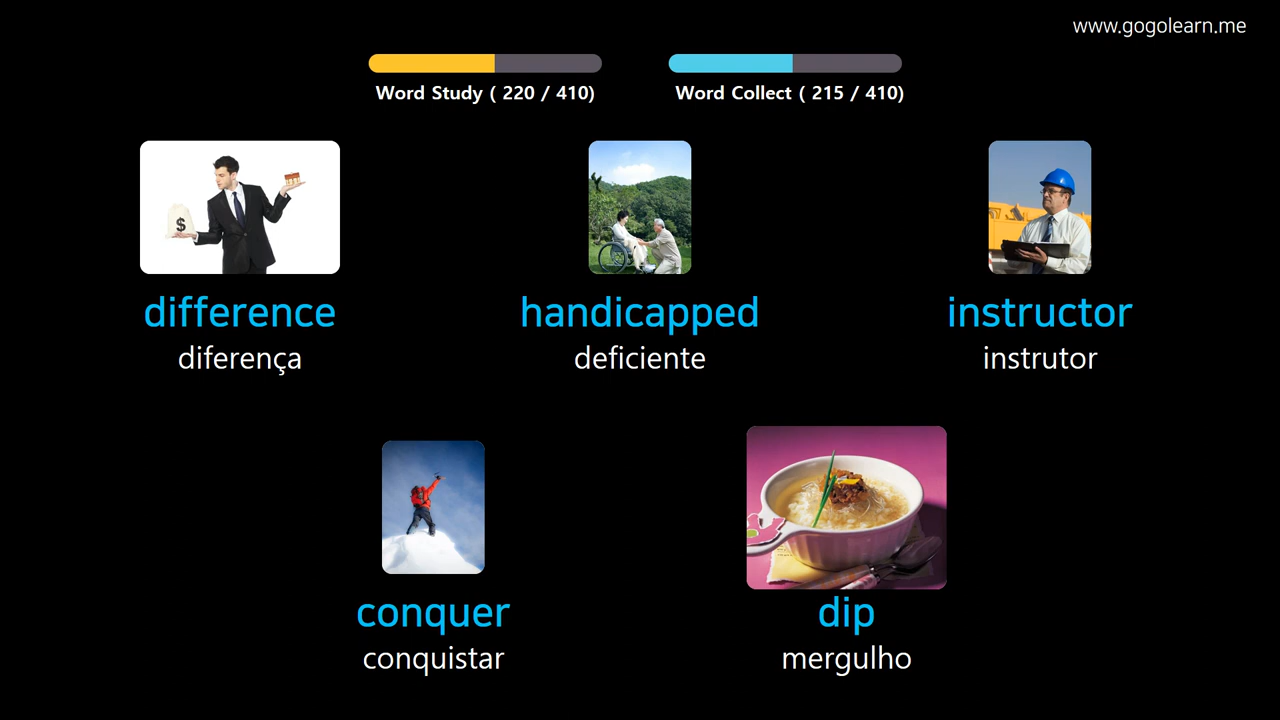 www.gogolearn.me
Word Study ( 220 / 410)
Word Collect ( 215 / 410)
$
difference
diferença
handicapped
deficiente
instructor
instrutor
conquer
conquistar
dip
mergulho